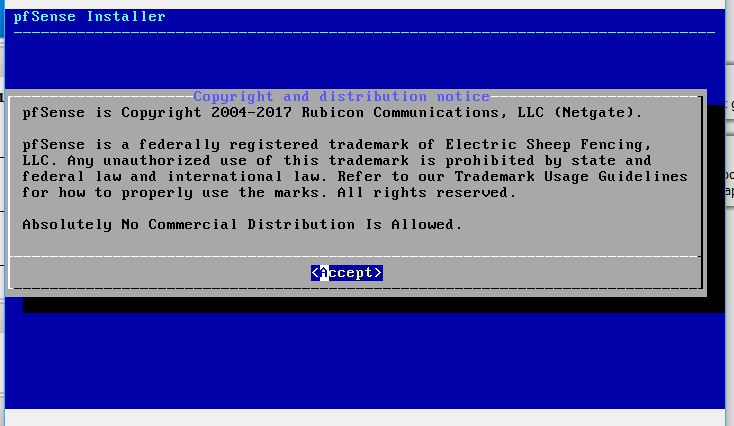 pfSense Installer
Copyright and distribution notice
pfSense is Copyright 2004-2017 Rubicon Communications, LLC (Netgate).
pfSense is a federally registered trademark of Electric Sheep Fencing,
LLC. Any unauthorized use of this trademark is prohibited by state and
federal law and international law. Refer to our Trademark Usage Guidelines
for how to properly use the marks. All rights reserved.
Absolutely No Commercial Distribution Is Allowed.
<Accept>